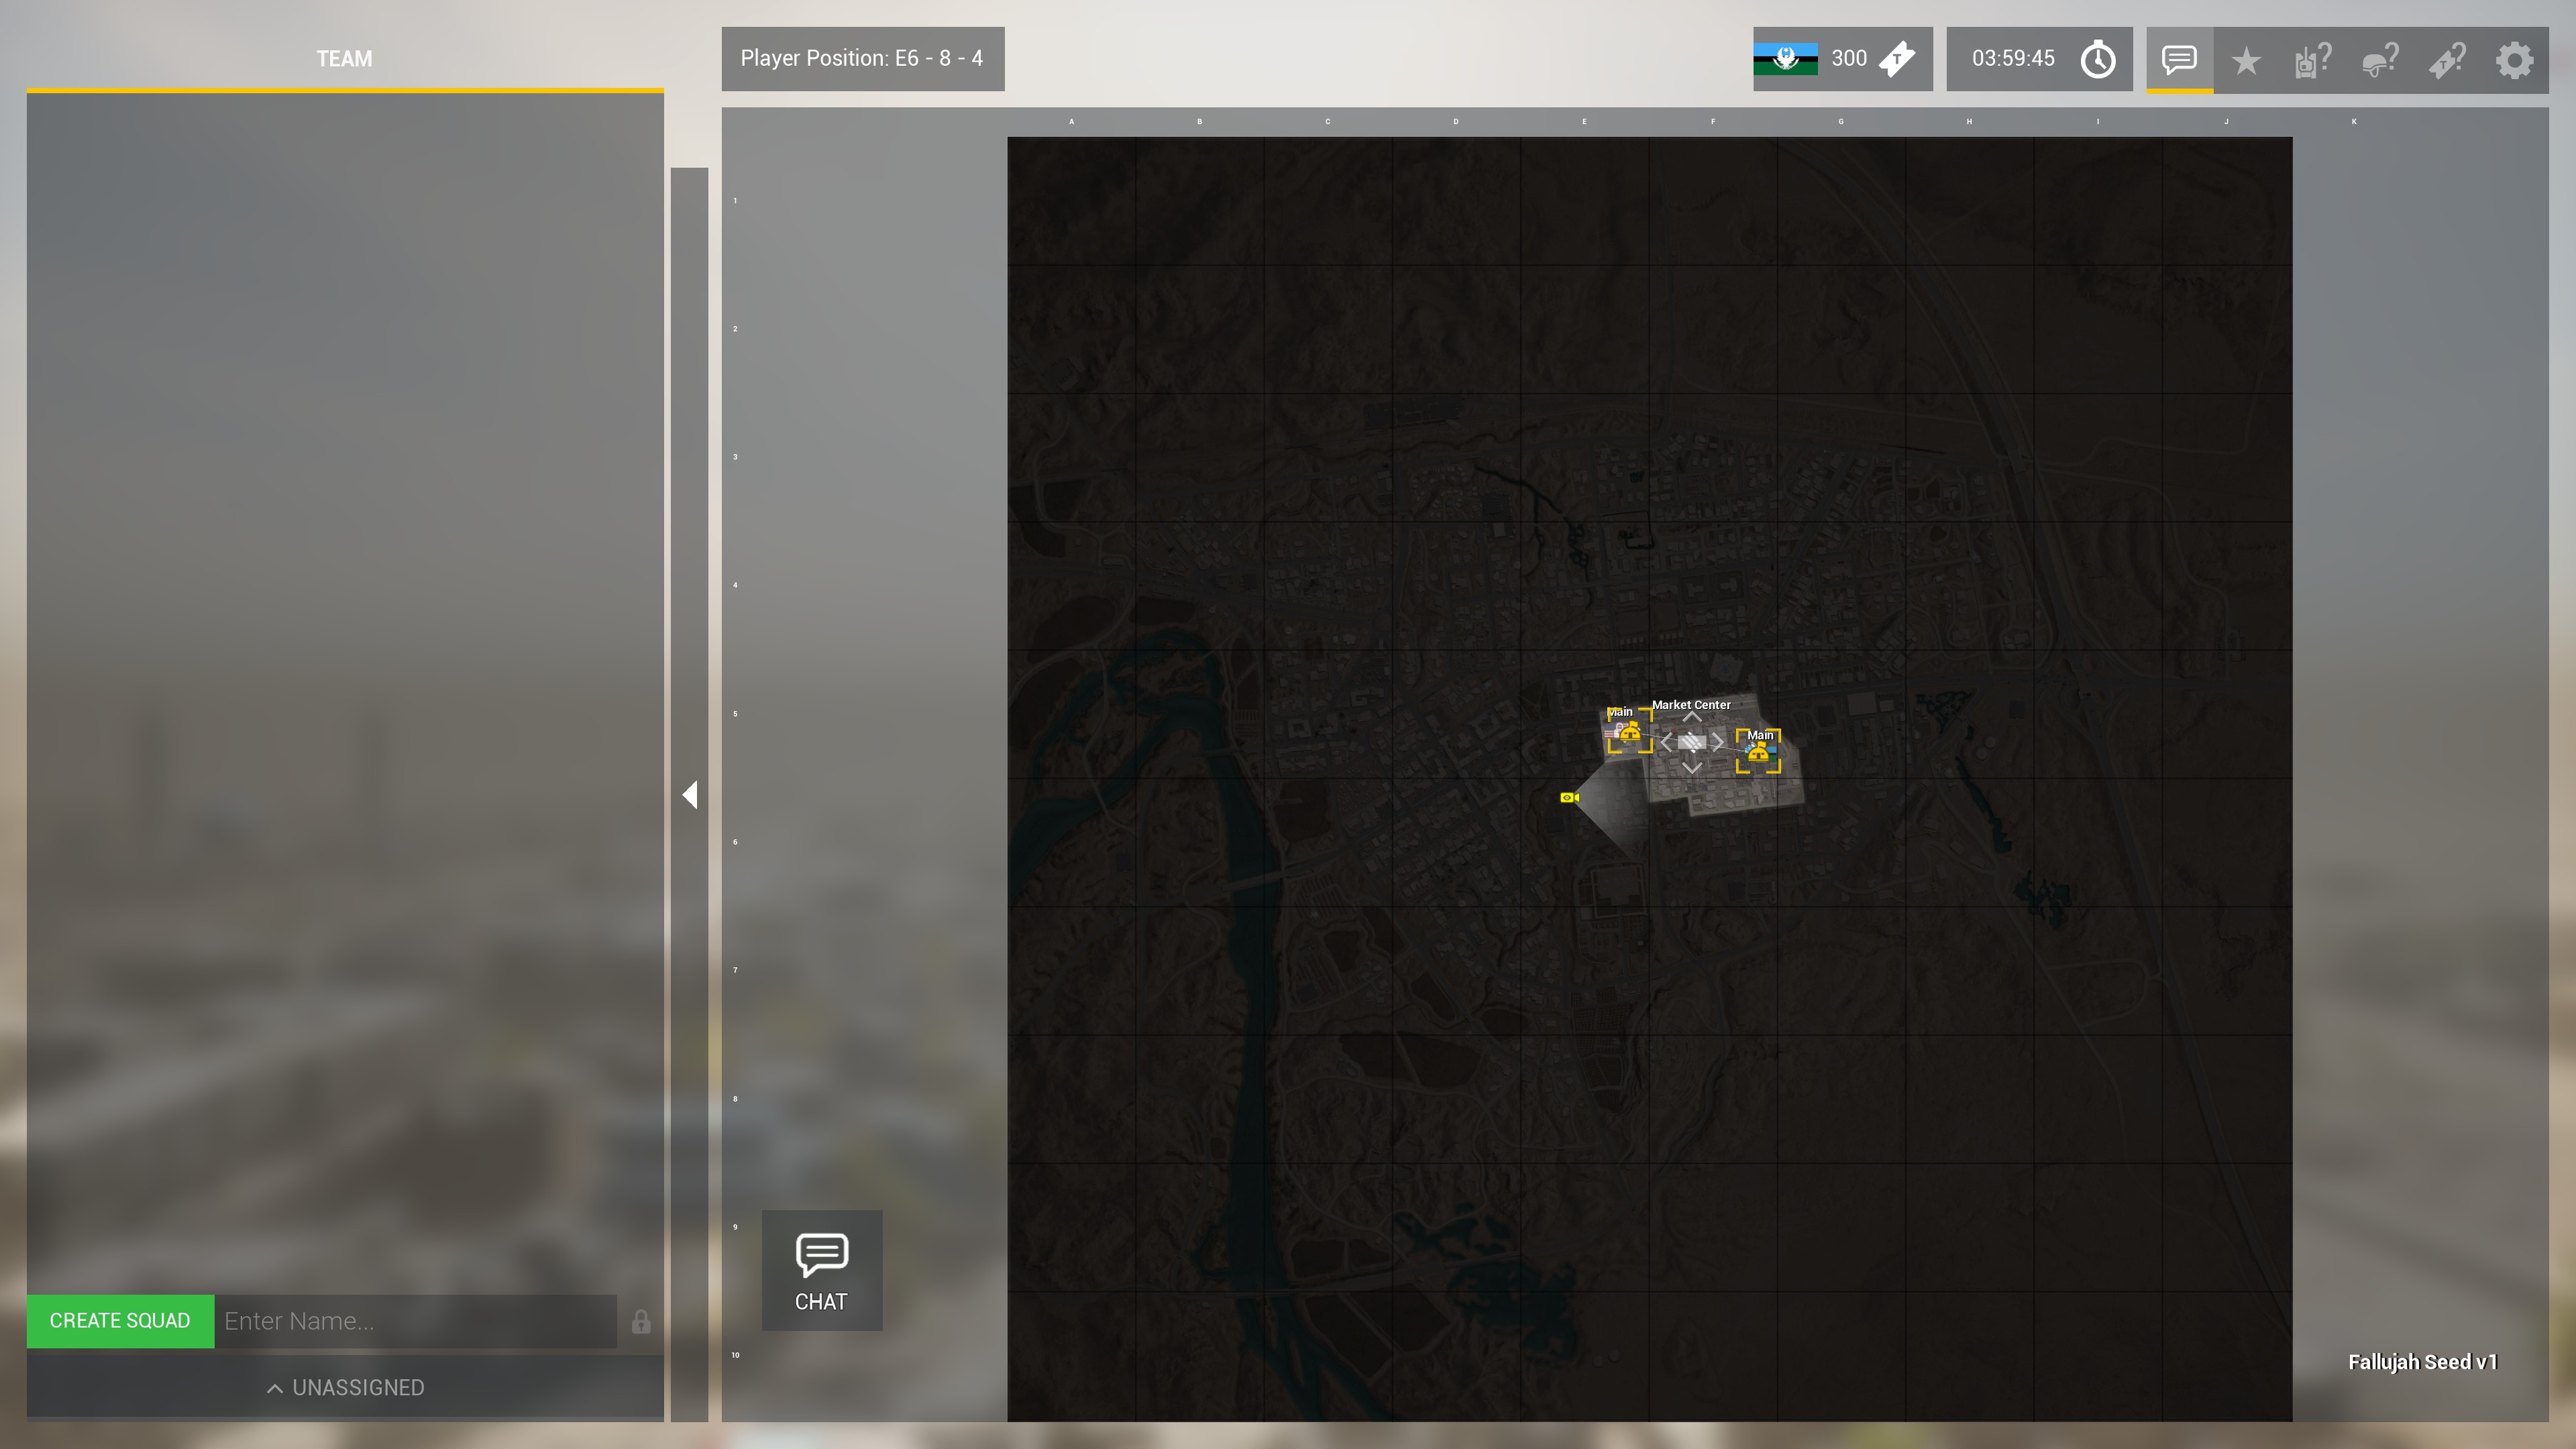 TEAM
Player Position: E6 - 8 - 4
300
T
03:59:45
? ? T?
A B C D E F G H I J K
1
2
3
4
5
6
7
8
9
10
Market Center
Main
Main
CHAT
CREATE SQUAD
Enter Name...
UNASSIGNED
Fallujah Seed v1